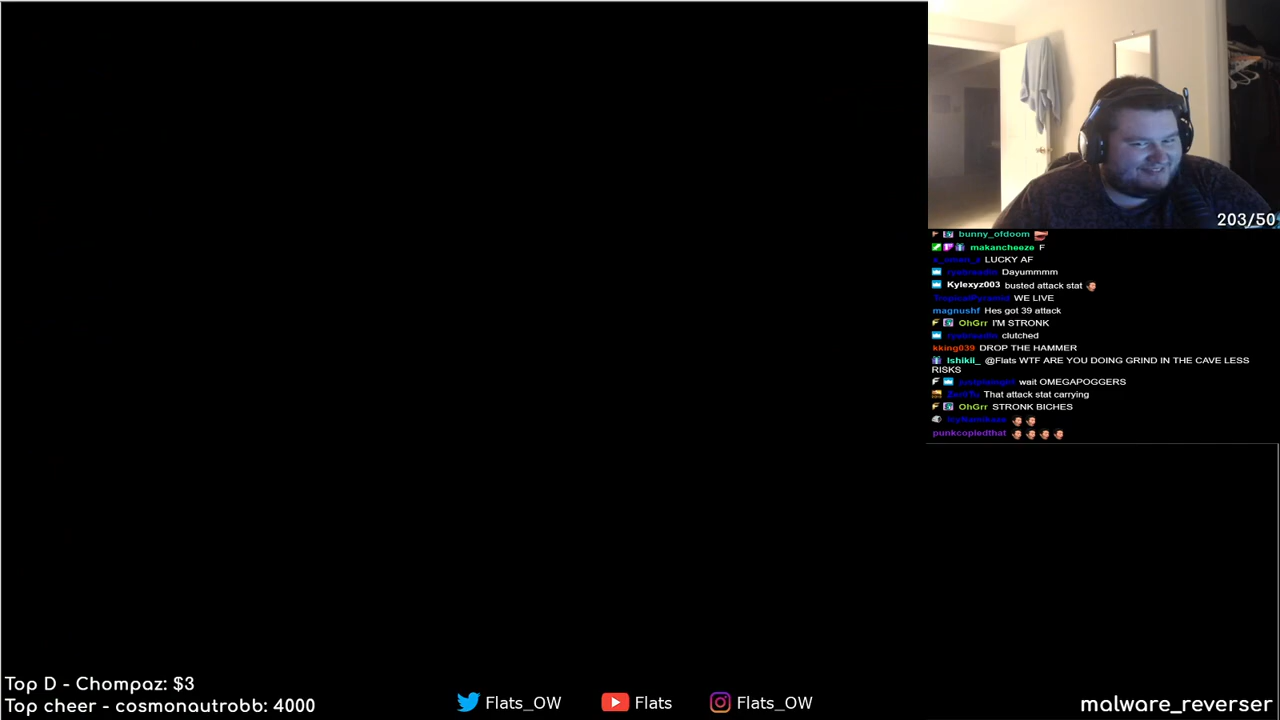 203/50
bunny_ofdoom
makancheeze F
LUCKY AF
Dayummmm
Kylexyz003 busted attack stat
TropicalPyramid WE LIVE
magnushf Hes got 39 attack
OhGrr I'M STRONK
clutched
kking039 DROP THE HAMMER
Ishikii_ @Flats WTF ARE YOU DOING GRIND IN THE CAVE LESS
RISKS
wait OMEGAPOGGERS
That attack stat carrying
OhGrr STRONK BICHES
punkcopiedthat
Top D - Chompaz: $3
Top cheer - cosmonautrobb: 4000
Flats_OW
Flats
Flats_OW
malware_reverser